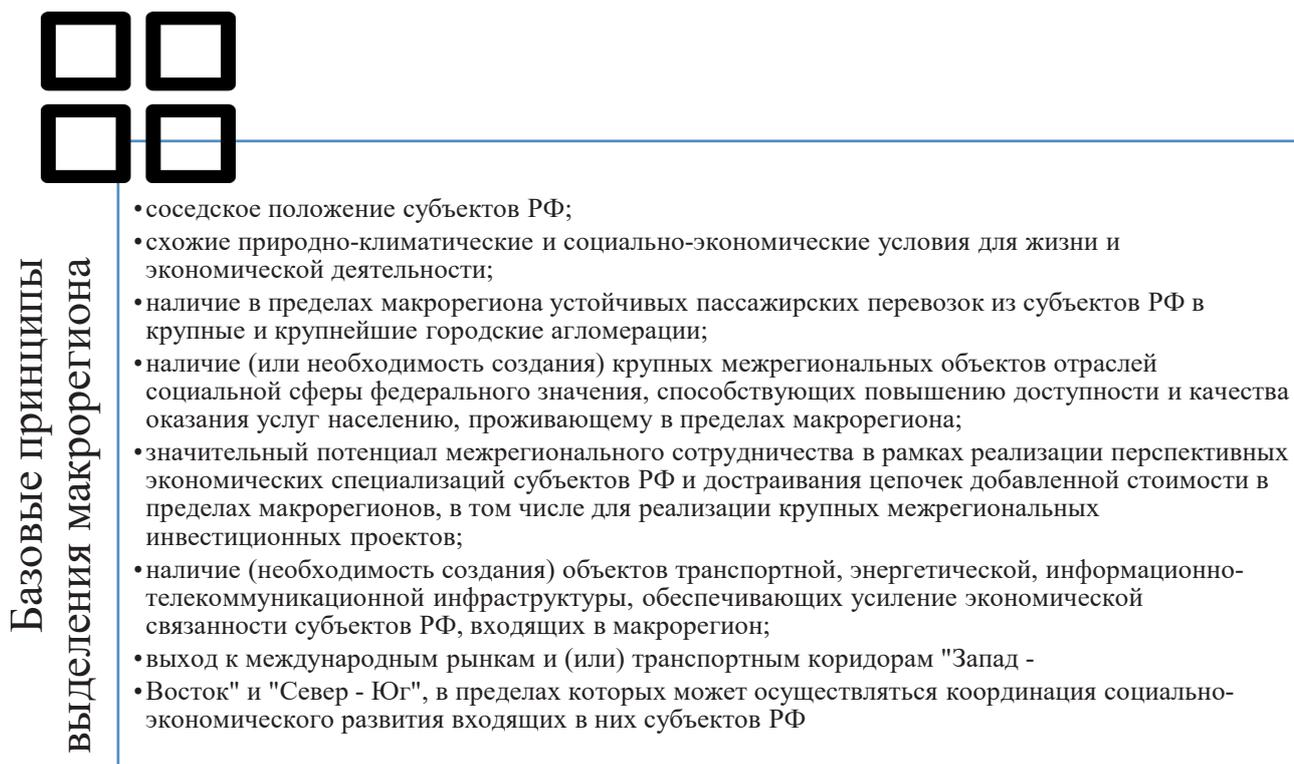 Базовые принципы
выделения макрорегиона
•соседское положение субъектов РФ;
•схожие природно-климатические и социально-экономические условия для жизни и
экономической деятельности;
•наличие в пределах макрорегиона устойчивых пассажирских перевозок из субъектов РФ в
крупные и крупнейшие городские агломерации;
•наличие (или необходимость создания) крупных межрегиональных объектов отраслей
социальной сферы федерального значения, способствующих повышению доступности и качества
оказания услуг населению, проживающему в пределах макрорегиона;
•значительный потенциал межрегионального сотрудничества в рамках реализации перспективных
экономических специализаций субъектов РФ и достраивания цепочек добавленной стоимости в
пределах макрорегионов, в том числе для реализации крупных межрегиональных
инвестиционных проектов;
•наличие (необходимость создания) объектов транспортной, энергетической, информационно-
телекоммуникационной инфраструктуры, обеспечивающих усиление экономической
связанности субъектов РФ, входящих в макрорегион;
•выход к международным рынкам и (или) транспортным коридорам "Запад -
•Восток" и "Север - Юг", в пределах которых может осуществляться координация социально-
экономического развития входящих в них субъектов РФ